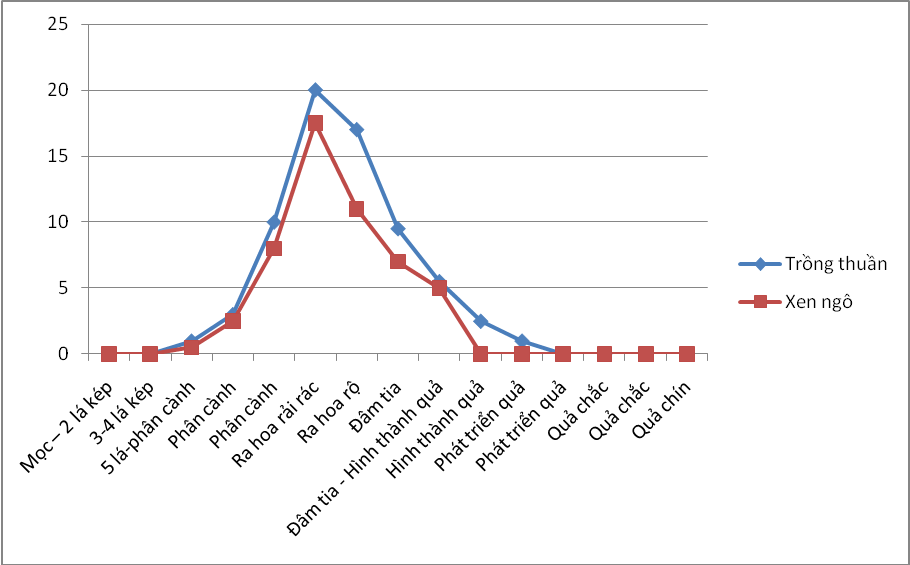 25
20
15
10
5
0
Mọc – 2 lá kép
3-4 lá kép
5 lá-phân cành
Phân cành
Phân cành
Ra hoa rải rác
Ra hoa rộ
Đâm tia
Đâm tia - Hình thành quả
Hình thành quả
Phát triển quả
Phát triển quả
Quả chắc
Quả chắc
Quả chín
Trồng thuần
Xen ngô